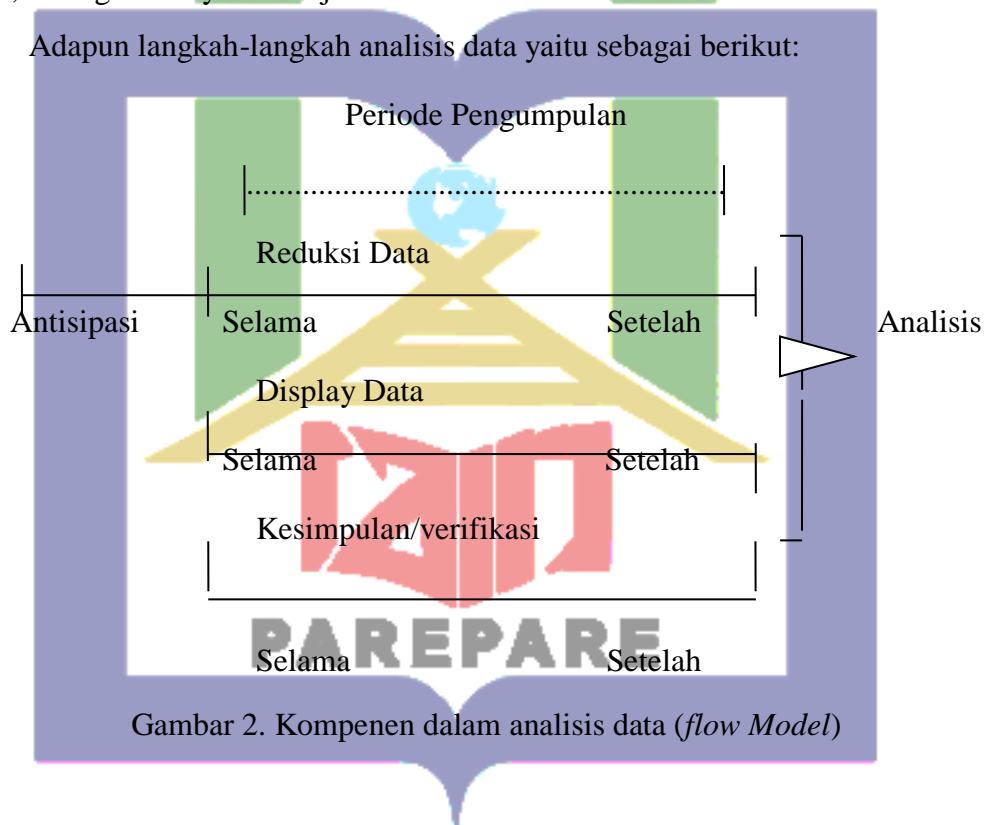 Adapun langkah-langkah analisis data yaitu sebagai berikut:
Periode Pengumpulan
Reduksi Data
Antisipasi Selama Setelah Analisis
Display Data
Selama Setelah
Kesimpulan/verifikasi
PAREPARE
Selama Setelah
Gambar 2. Kompenen dalam analisis data (flow Model)